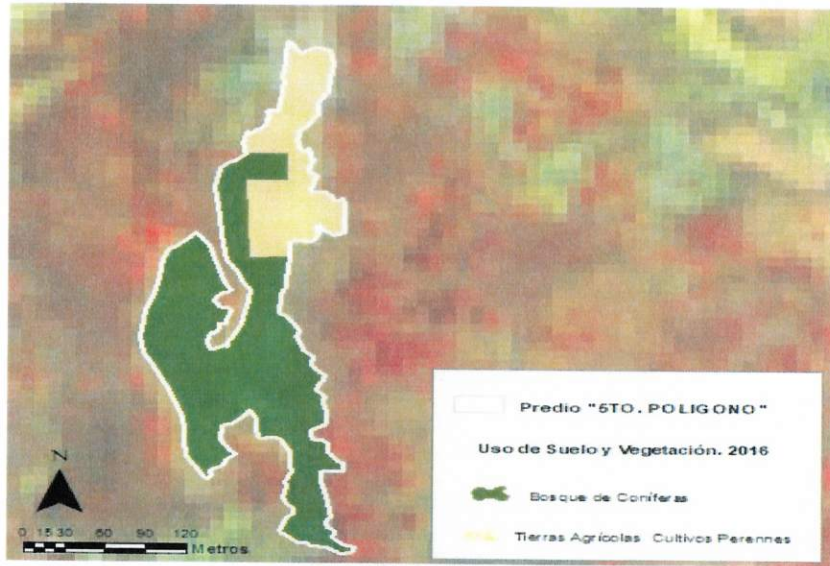 Predio "5TO. POLIGONO"
Uso de Suelo y Vegetación. 2016
Bosque de Coníferas
Tierras Agrícolas Cultivos Perennes
N
0 15 30 60 90 120
Metros